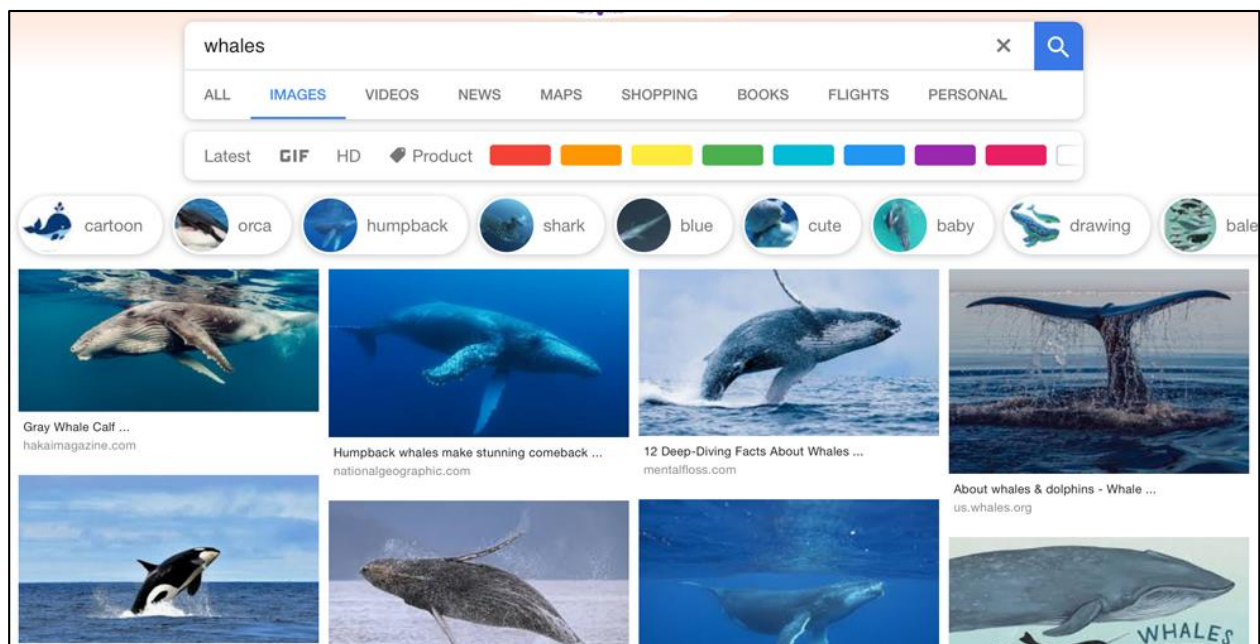 whales
ALL IMAGES VIDEOS NEWS MAPS SHOPPING BOOKS FLIGHTS PERSONAL
Latest GIF HD Product
cartoon orca humpback shark blue cute baby drawing bale
Gray Whale Calf ...
hakaimagazine.com
Humpback whales make stunning comeback ...
nationalgeographic.com
12 Deep-Diving Facts About Whales ...
mentalfloss.com
About whales & dolphins - Whale ...
us.whales.org
WHALES